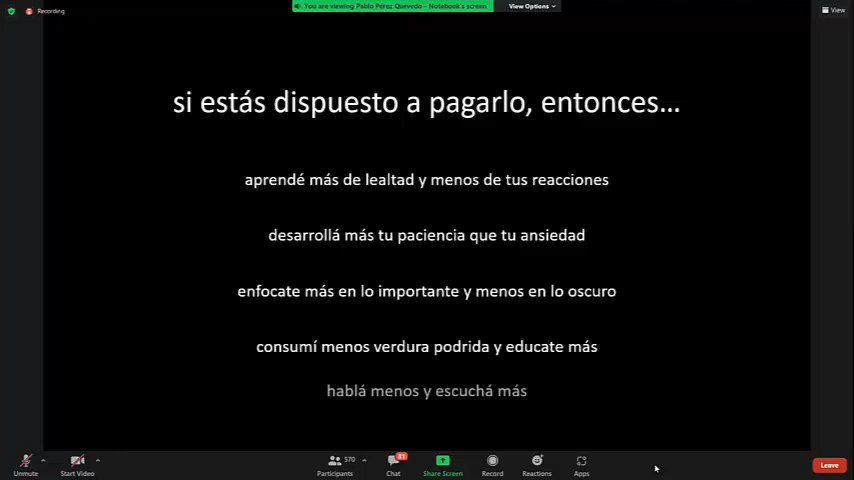 Recording
You are viewing Pablo Pérez Quevedo - Notebook's screen
View Options
View
si estás dispuesto a pagarlo, entonces...
aprendé más de lealtad y menos de tus reacciones
desarrollá más tu paciencia que tu ansiedad
enfocate más en lo importante y menos en lo oscuro
consumí menos verdura podrida y educate más
hablá menos y escuchá más
570
31
Unmute
Start Video
Participants
Chat
Share Screen
Record
Reactions
Apps
Leave